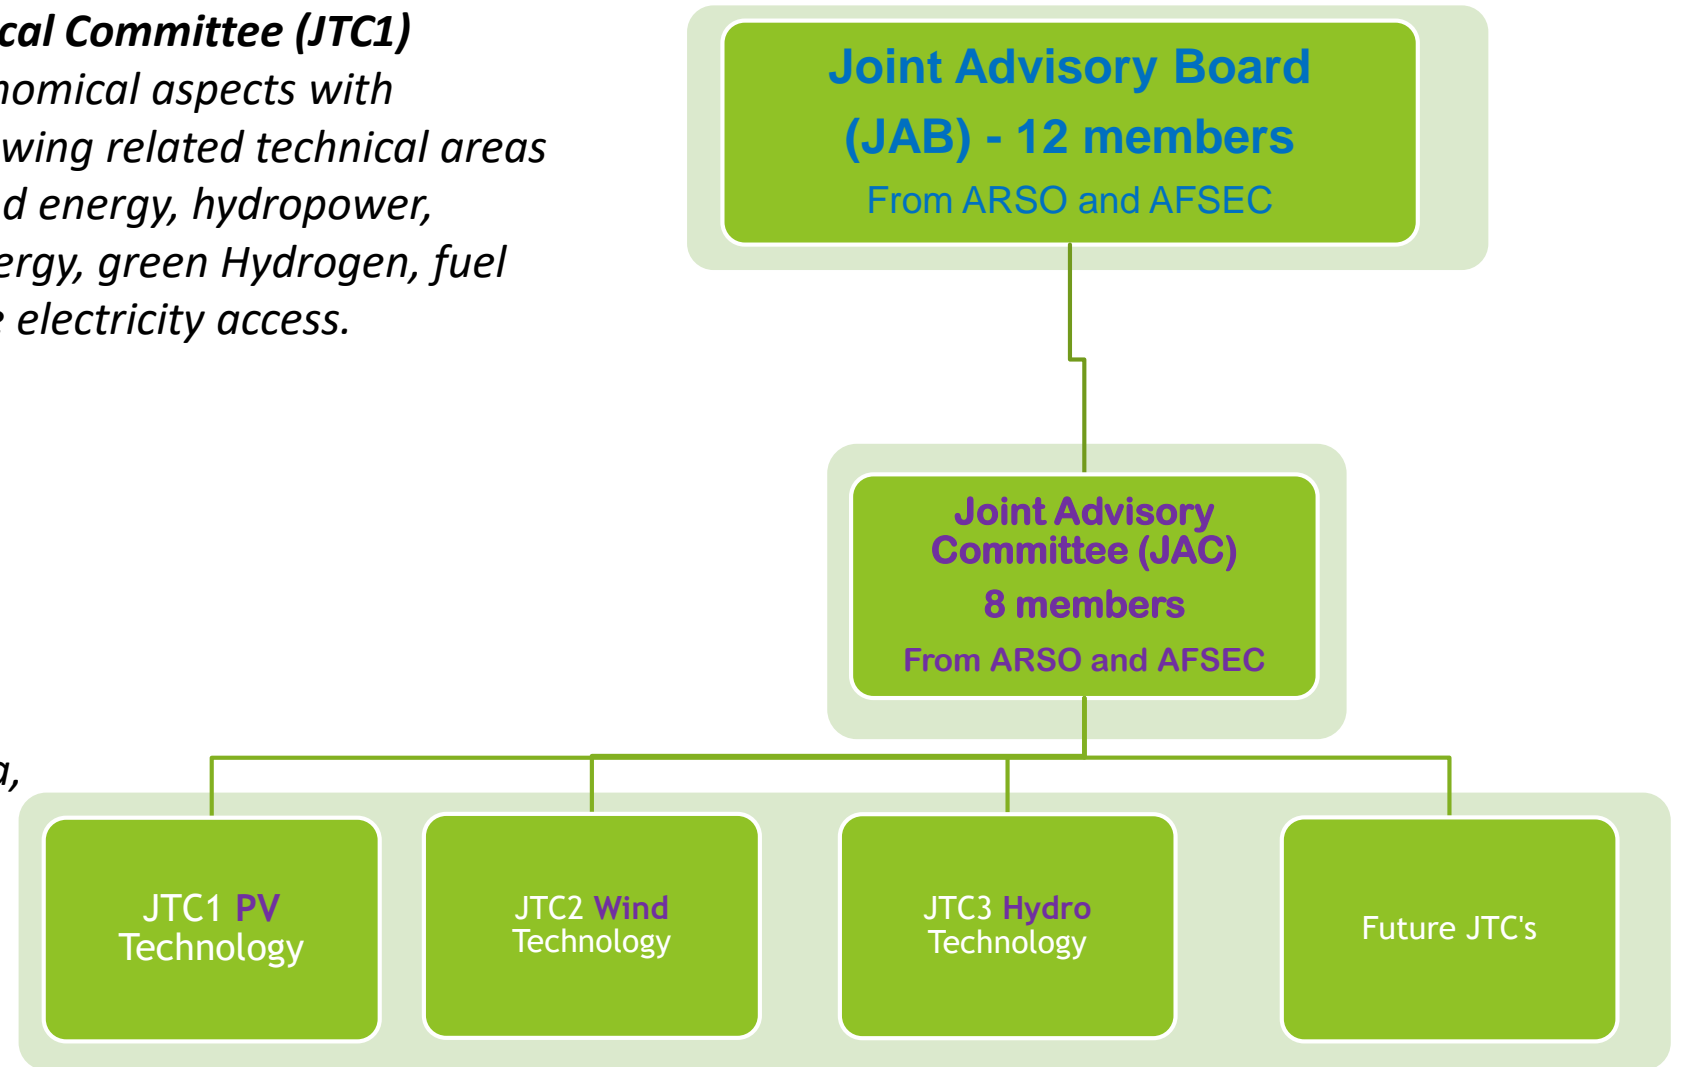 cal Committee (JTC1)
nomical aspects with
wing related technical areas
d energy, hydropower,
ergy, green Hydrogen, fuel
e electricity access.
a,
Joint Advisory Board
(JAB) - 12 members
From ARSO and AFSEC
Joint Advisory
Committee (JAC)
8 members
From ARSO and AFSEC
JTC1 PV
Technology
JTC2 Wind
Technology
JTC3 Hydro
Technology
Future JTC's